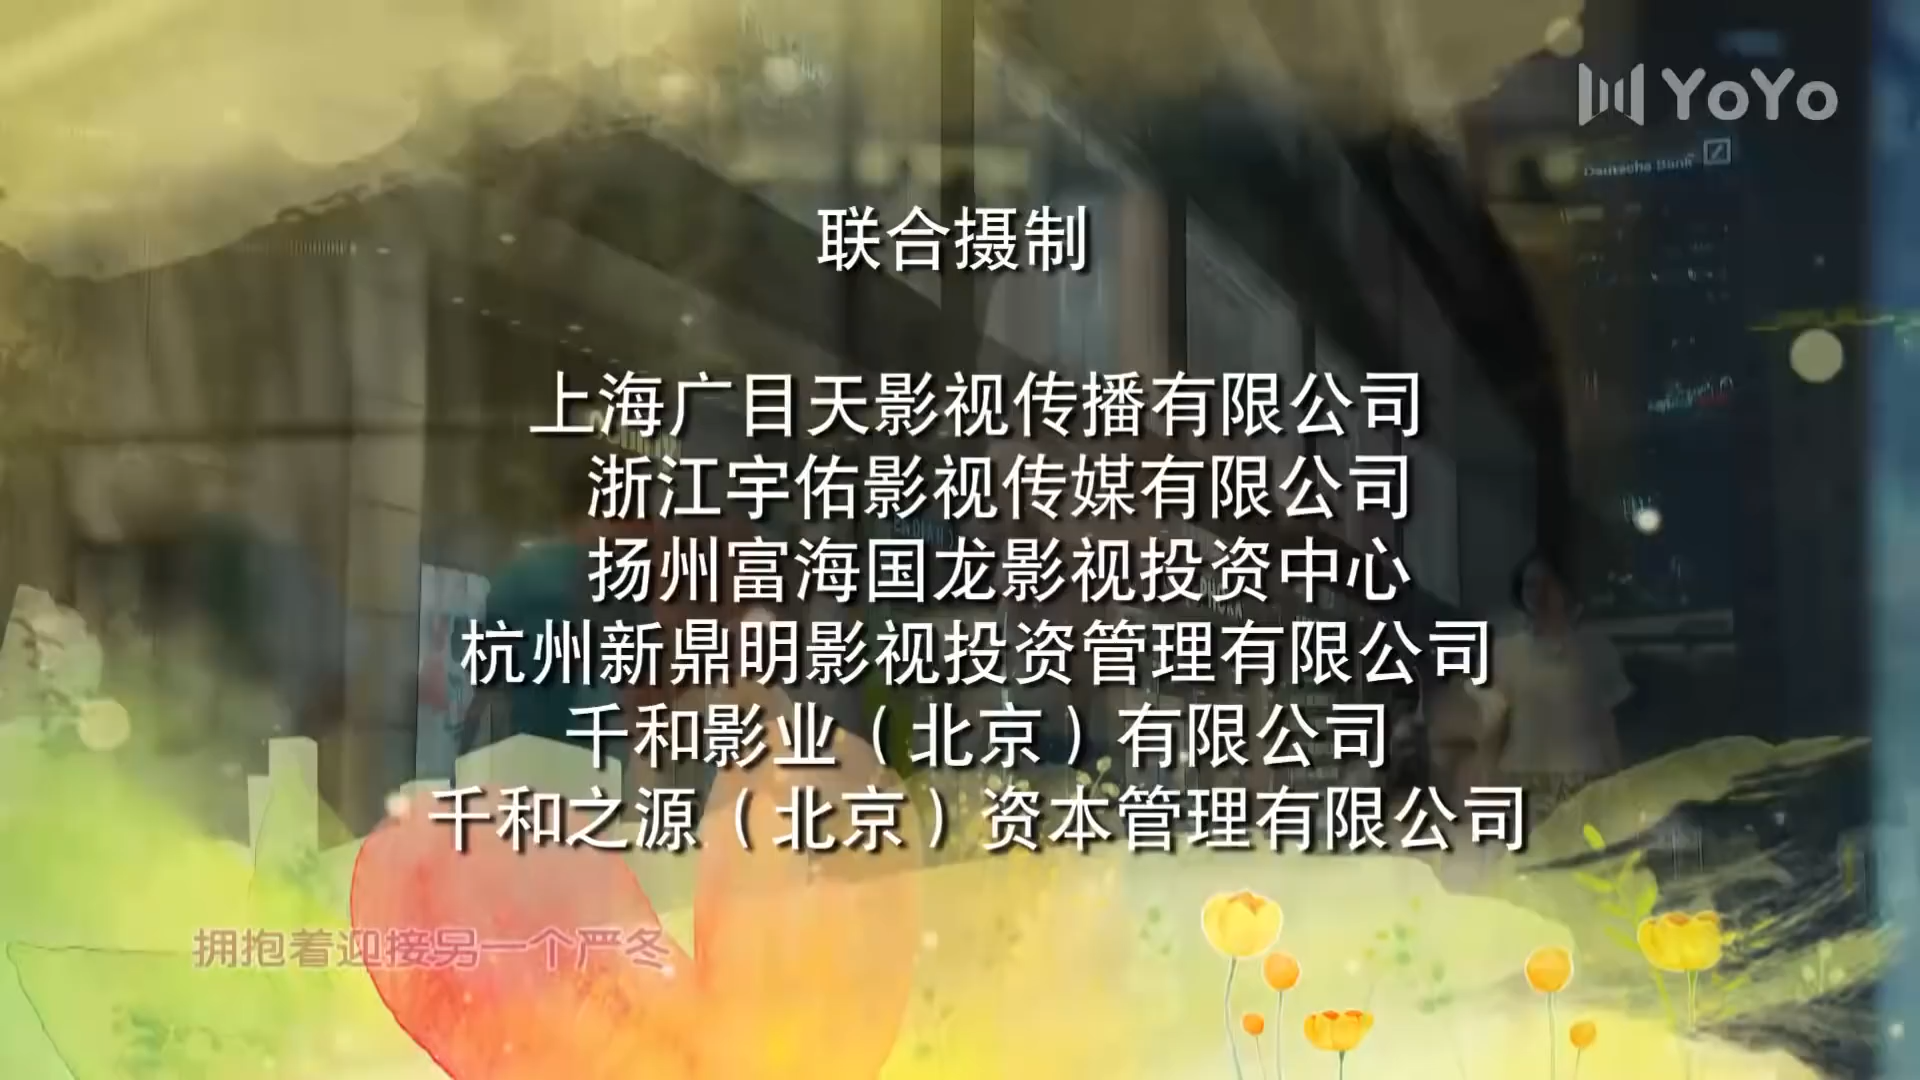 YoYo
Deutsche Bank
联合摄制
上海广目天影视传播有限公司
浙江宇佑影视传媒有限公司
扬州富海国龙影视投资中心
杭州新鼎明影视投资管理有限公司
千和影业（北京）有限公司
千和之源（北京）资本管理有限公司
拥抱着迎接另一个严冬